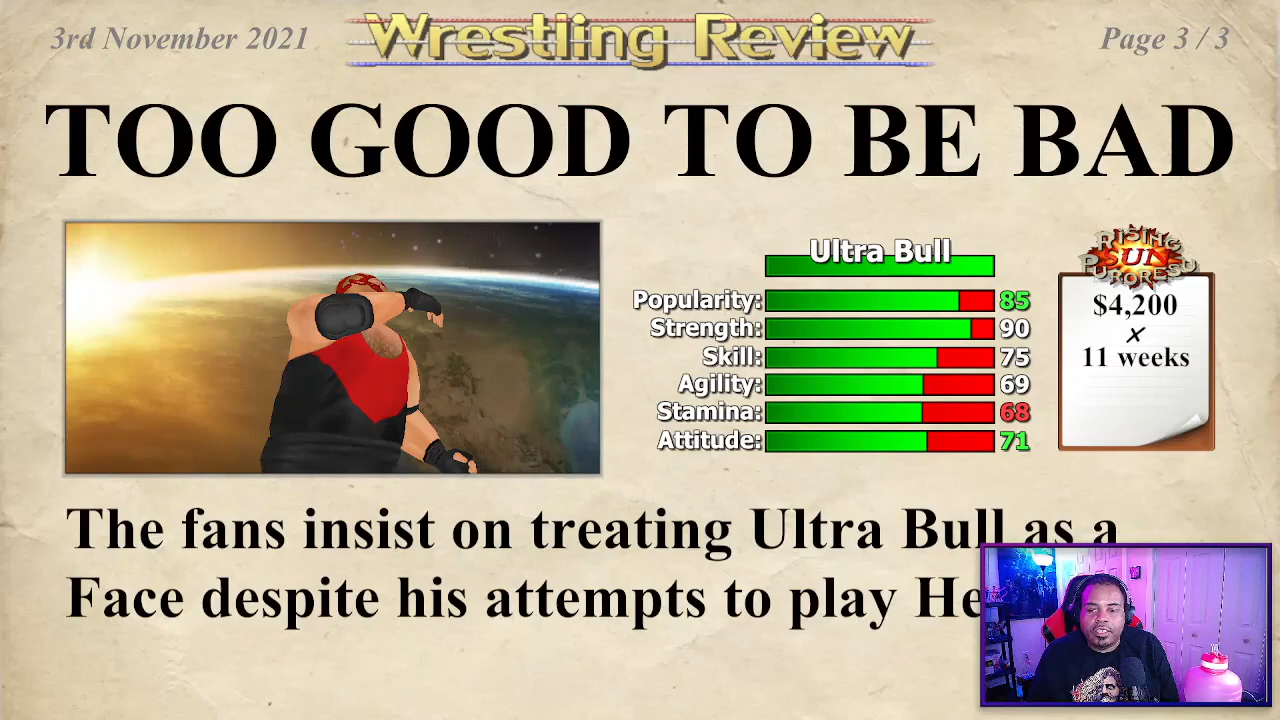 3rd November 2021
Wrestling Review
Page 3 / 3
TOO GOOD TO BE BAD
Ultra Bull
Popularity: 85
Strength: 90
Skill: 75
Agility: 69
Stamina: 68
Attitude: 71
RISING
SUN
PURORESU
$4,200
×
11 weeks
The fans insist on treating Ultra Bull as a
Face despite his attempts to play